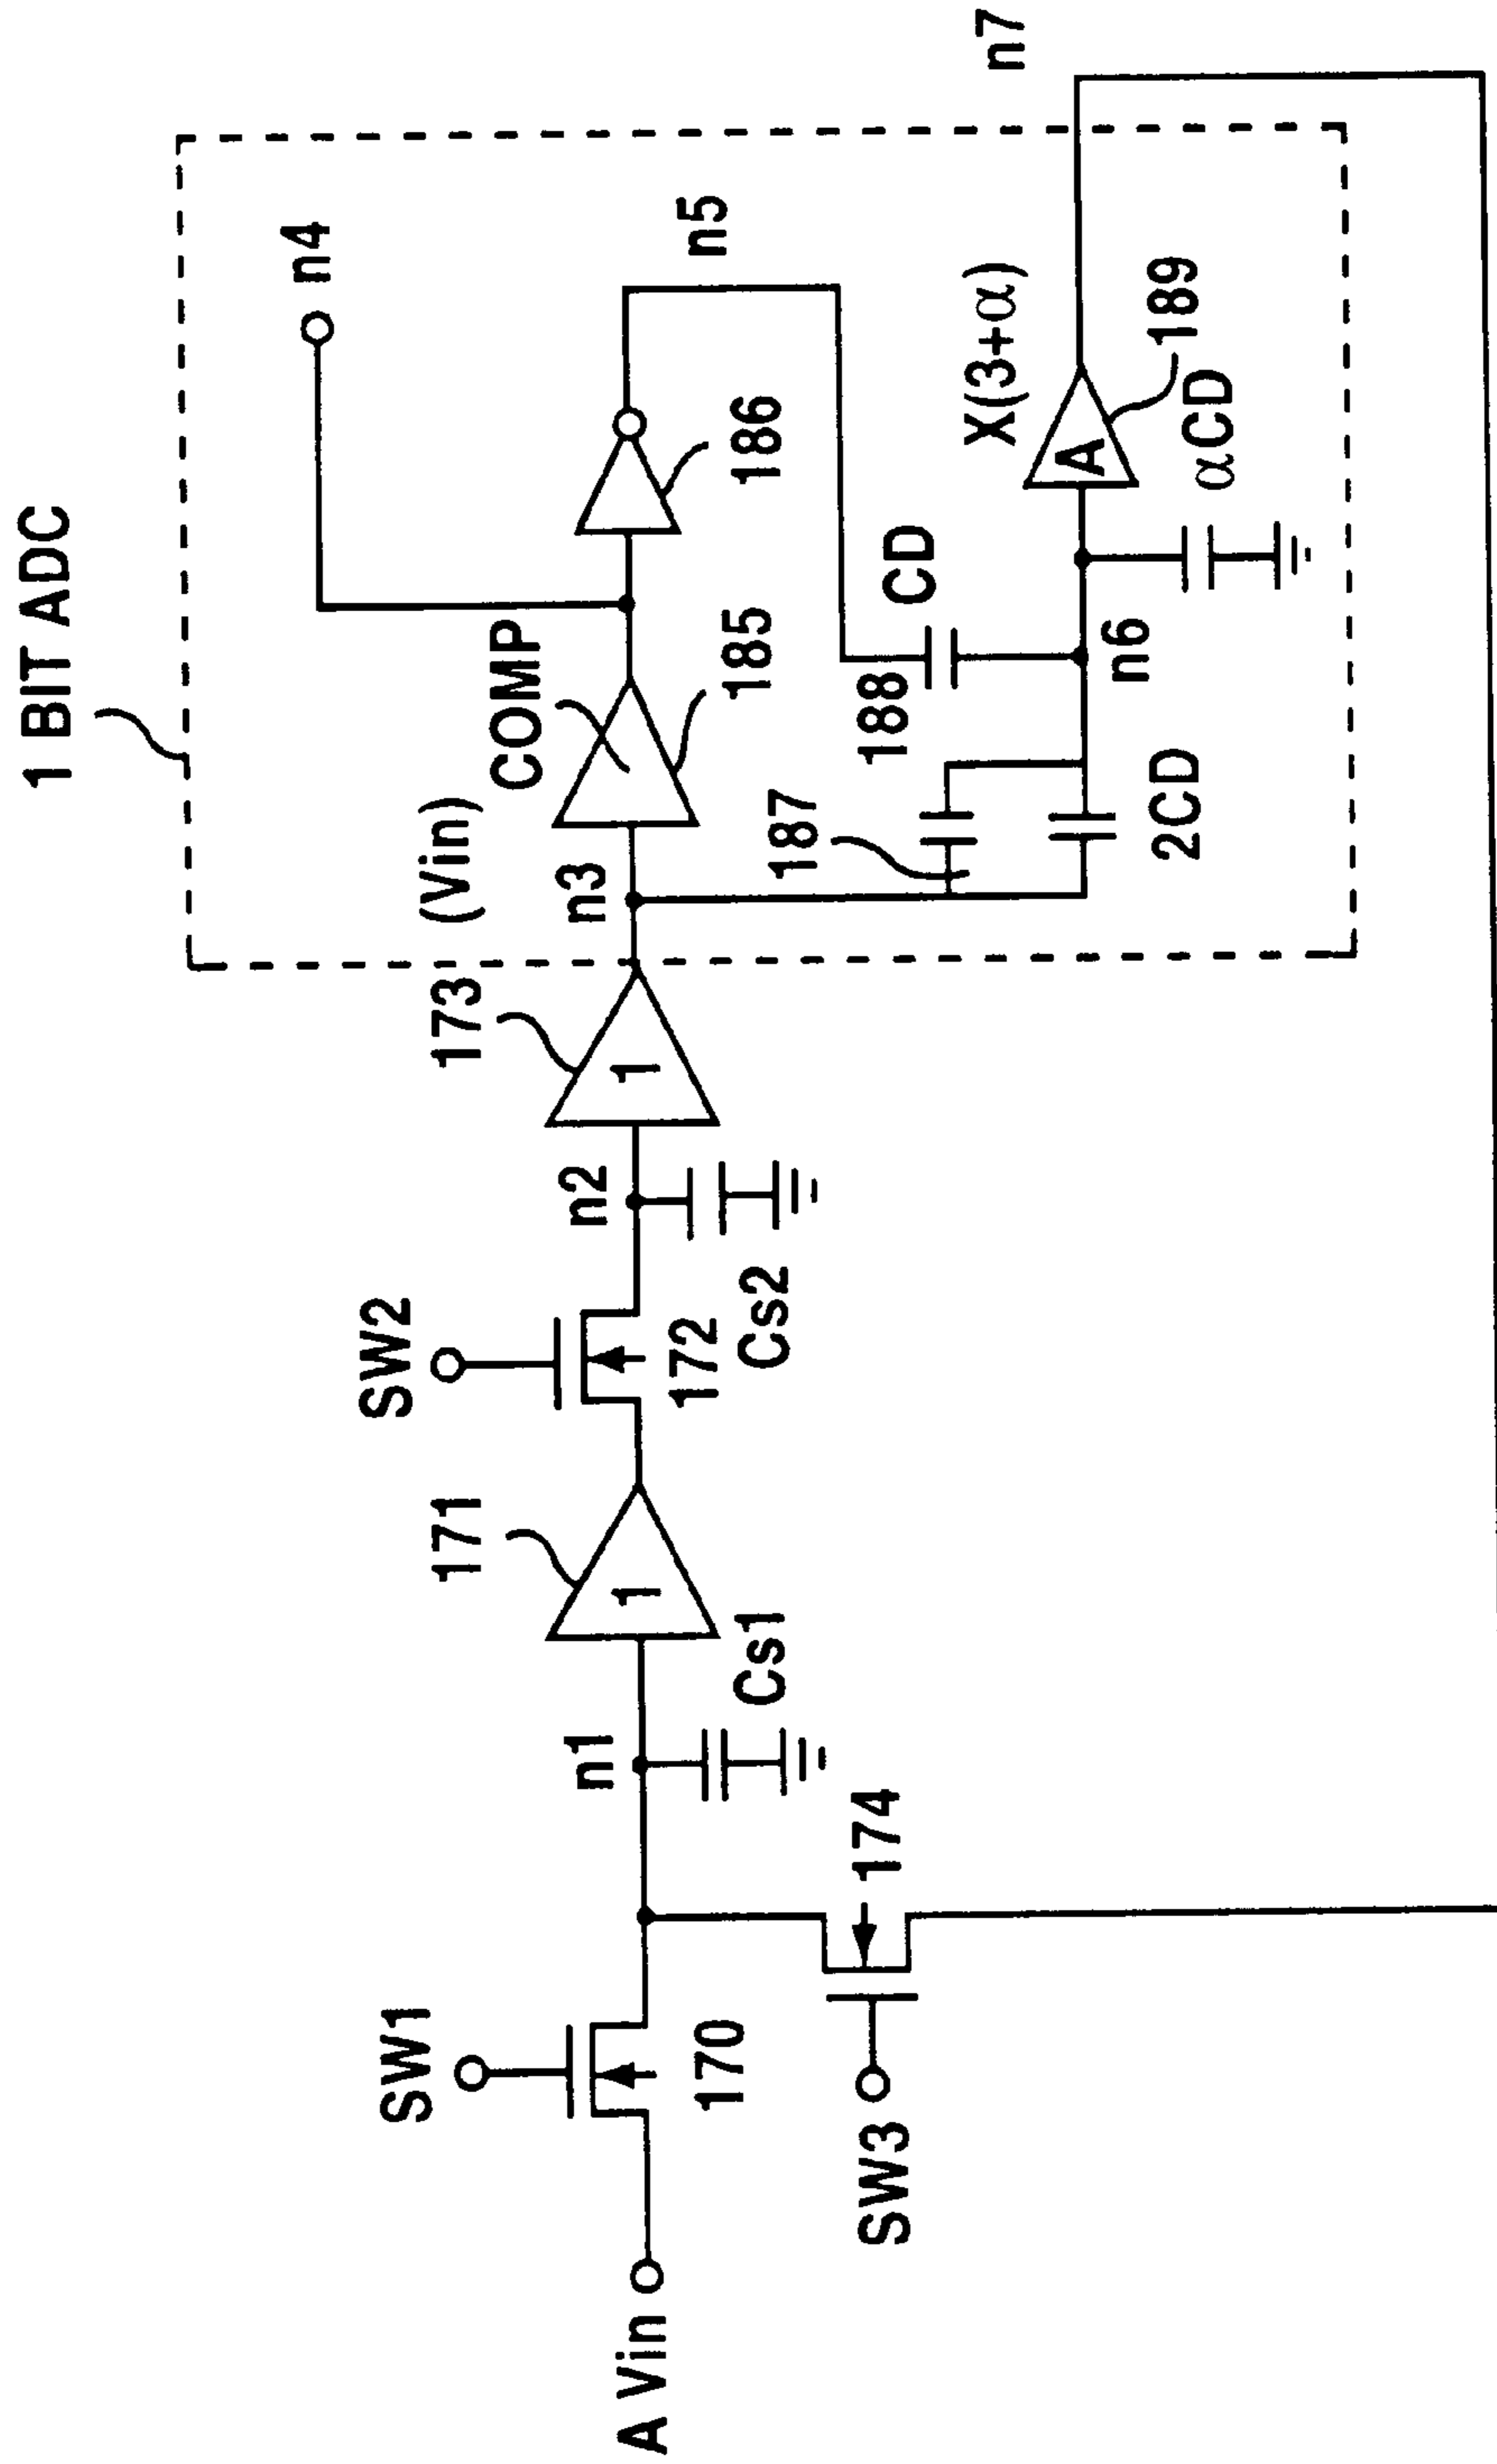 1 BIT ADC
n4
(Vin)
COMP
n5
n3
185
186
173
187
188
CD
X(3+α)
n7
2CD
n6
A
189
αCD
SW2
n2
1
172
Cs2
171
1
n1
Cs1
SW1
170
174
SW3
A Vin